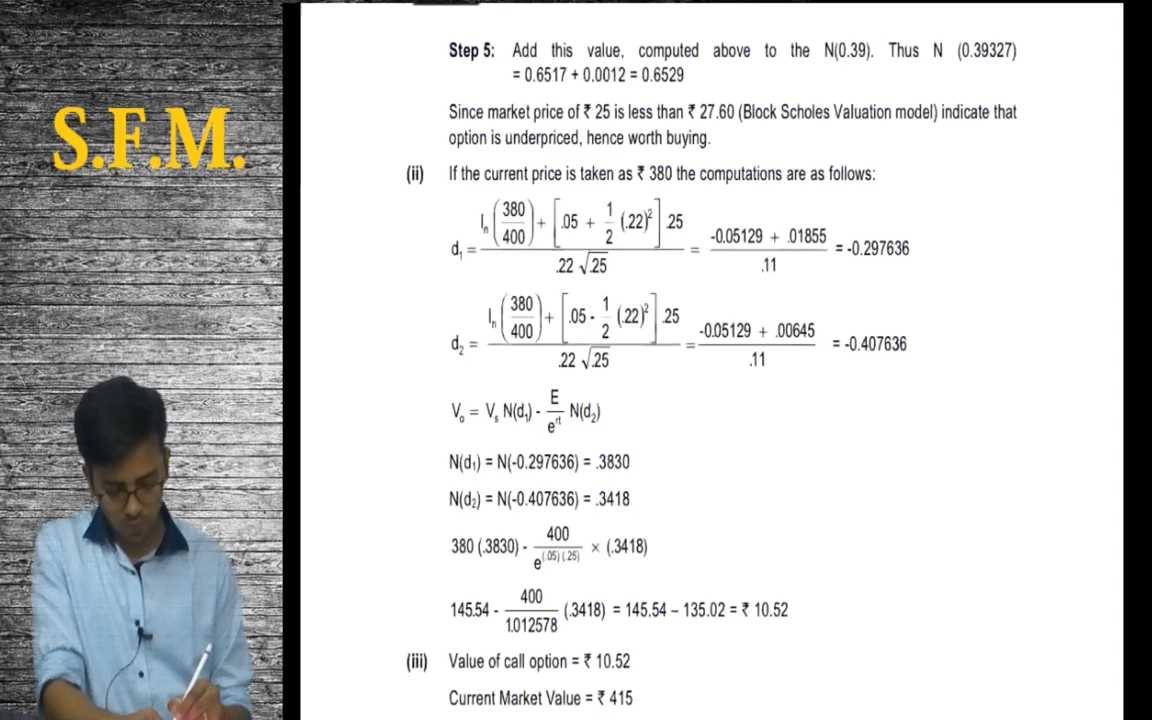 S.F.M.
Step 5: Add this value, computed above to the N(0.39). Thus N (0.39327)
= 0.6517 + 0.0012 = 0.6529
Since market price of ₹ 25 is less than ₹ 27.60 (Block Scholes Valuation model) indicate that
option is underpriced, hence worth buying.
(ii) If the current price is taken as ₹ 380 the computations are as follows:
d₁ = (lₙ (380/400) + [.05 + 1/2 (.22)²] .25) / (.22 √.25) = (-0.05129 + .01855) / .11 = -0.297636
d₂ = (lₙ (380/400) + [.05 - 1/2 (.22)²] .25) / (.22 √.25) = (-0.05129 + .00645) / .11 = -0.407636
V₀ = Vₛ N(d₁) - E/eʳᵗ N(d₂)
N(d₁) = N(-0.297636) = .3830
N(d₂) = N(-0.407636) = .3418
380 (.3830) - 400/e^(.05)(.25) × (.3418)
145.54 - 400/1.012578 (.3418) = 145.54 – 135.02 = ₹ 10.52
(iii) Value of call option = ₹ 10.52
Current Market Value = ₹ 415